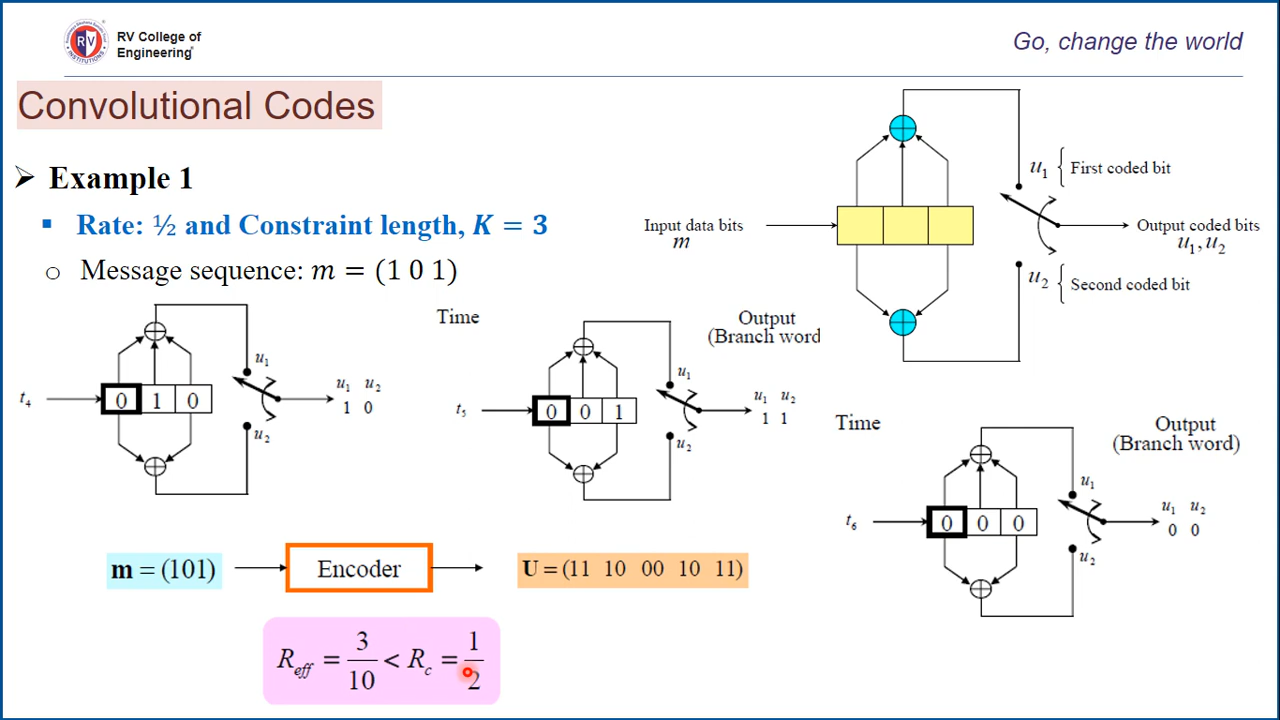 RV College of
Engineering
Go, change the world
Convolutional Codes
➢ Example 1
▪ Rate: ½ and Constraint length, K = 3
o Message sequence: m = (1 0 1)
Input data bits
m
u₁ { First coded bit
Output coded bits
u₁, u₂
u₂ { Second coded bit
t₄
0 1 0
u₁
u₂
u₁ u₂
1 0
Time
Output
(Branch word
t₅
0 0 1
u₁
u₂
u₁ u₂
1 1
Time
Output
(Branch word)
t₆
0 0 0
u₁
u₂
u₁ u₂
0 0
m = (101)
Encoder
U = (11 10 00 10 11)
R_eff = 3/10 < R_c = 1/2